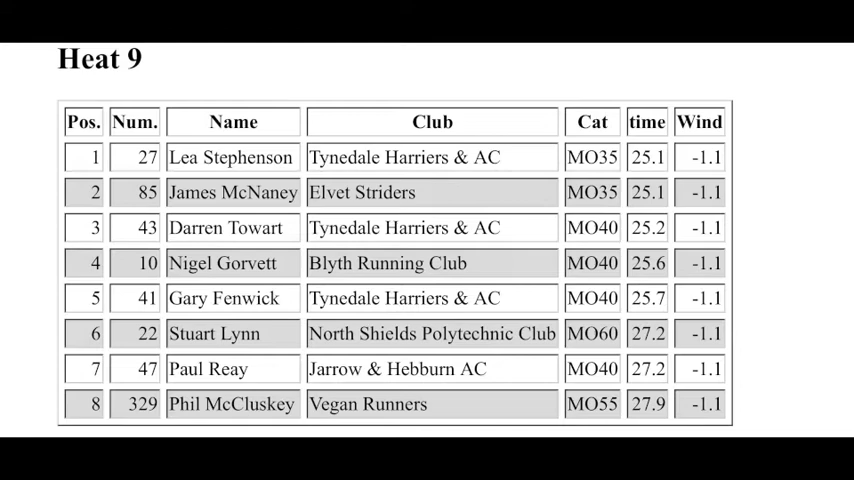 Heat 9
Pos. Num. Name Club Cat time Wind
1 27 Lea Stephenson Tynedale Harriers & AC MO35 25.1 -1.1
2 85 James McNaney Elvet Striders MO35 25.1 -1.1
3 43 Darren Towart Tynedale Harriers & AC MO40 25.2 -1.1
4 10 Nigel Gorvett Blyth Running Club MO40 25.6 -1.1
5 41 Gary Fenwick Tynedale Harriers & AC MO40 25.7 -1.1
6 22 Stuart Lynn North Shields Polytechnic Club MO60 27.2 -1.1
7 47 Paul Reay Jarrow & Hebburn AC MO40 27.2 -1.1
8 329 Phil McCluskey Vegan Runners MO55 27.9 -1.1